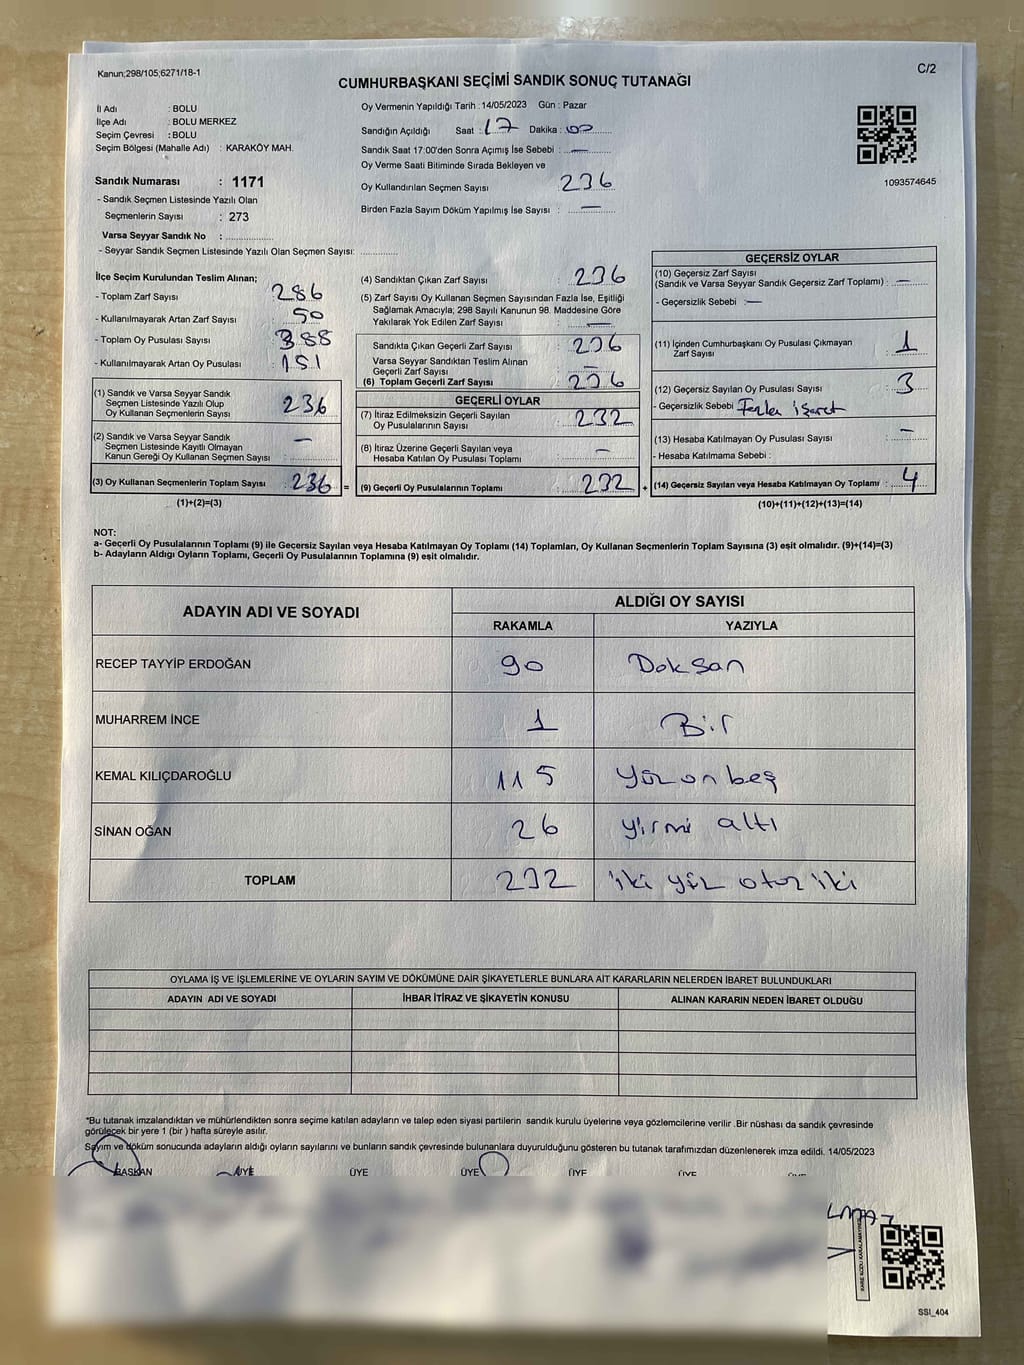 Kanun;298/105;6271/18-1
C/2
CUMHURBAŞKANI SEÇİMİ SANDIK SONUÇ TUTANAĞI
İl Adı : BOLU
İlçe Adı : BOLU MERKEZ
Seçim Çevresi : BOLU
Seçim Bölgesi (Mahalle Adı) : KARAKÖY MAH.
Sandık Numarası : 1171
- Sandık Seçmen Listesinde Yazılı Olan
Seçmenlerin Sayısı : 273
Varsa Seyyar Sandık No :
- Seyyar Sandık Seçmen Listesinde Yazılı Olan Seçmen Sayısı:
Oy Vermenin Yapıldığı Tarih : 14/05/2023 Gün : Pazar
Sandığın Açıldığı Saat : 17 Dakika : 00
Sandık Saat 17:00'den Sonra Açımış İse Sebebi : —
Oy Verme Saati Bitiminde Sırada Bekleyen ve
Oy Kullandırılan Seçmen Sayısı 236
Birden Fazla Sayım Döküm Yapılmış İse Sayısı : —
1093574645
İlçe Seçim Kurulundan Teslim Alınan;
- Toplam Zarf Sayısı 286
- Kullanılmayarak Artan Zarf Sayısı : 50
- Toplam Oy Pusulası Sayısı : 388
- Kullanılmayarak Artan Oy Pusulası : 151
(1) Sandık ve Varsa Seyyar Sandık
Seçmen Listesinde Yazılı Olup
Oy Kullanan Seçmenlerin Sayısı 236
(2) Sandık ve Varsa Seyyar Sandık
Seçmen Listesinde Kayıtlı Olmayan
Kanun Gereği Oy Kullanan Seçmen Sayısı —
(3) Oy Kullanan Seçmenlerin Toplam Sayısı 236 =
(1)+(2)=(3)
(4) Sandıktan Çıkan Zarf Sayısı : 236
(5) Zarf Sayısı Oy Kullanan Seçmen Sayısından Fazla İse, Eşitliği
Sağlamak Amacıyla; 298 Sayılı Kanunun 98. Maddesine Göre
Yakılarak Yok Edilen Zarf Sayısı : —
Sandıkta Çıkan Geçerli Zarf Sayısı : 236
Varsa Seyyar Sandıktan Teslim Alınan
Geçerli Zarf Sayısı : —
(6) Toplam Geçerli Zarf Sayısı : 236
GEÇERLİ OYLAR
(7) İtiraz Edilmeksizin Geçerli Sayılan
Oy Pusulalarının Sayısı : 232
(8) İtiraz Üzerine Geçerli Sayılan veya
Hesaba Katılan Oy Pusulası Toplamı : —
(9) Geçerli Oy Pusulalarının Toplamı : 232 +
GEÇERSİZ OYLAR
(10) Geçersiz Zarf Sayısı
(Sandık ve Varsa Seyyar Sandık Geçersiz Zarf Toplamı) : —
- Geçersizlik Sebebi : —
(11) İçinden Cumhurbaşkanı Oy Pusulası Çıkmayan
Zarf Sayısı : 1
(12) Geçersiz Sayılan Oy Pusulası Sayısı : 3
- Geçersizlik Sebebi Fazla işaret
(13) Hesaba Katılmayan Oy Pusulası Sayısı : —
- Hesaba Katılmama Sebebi :
(14) Geçersiz Sayılan veya Hesaba Katılmayan Oy Toplamı : 4
(10)+(11)+(12)+(13)=(14)
NOT:
a- Geçerli Oy Pusulalarının Toplamı (9) ile Geçersiz Sayılan veya Hesaba Katılmayan Oy Toplamı (14) Toplamları, Oy Kullanan Seçmenlerin Toplam Sayısına (3) eşit olmalıdır. (9)+(14)=(3)
b- Adayların Aldığı Oyların Toplamı, Geçerli Oy Pusulalarının Toplamına (9) eşit olmalıdır.
ADAYIN ADI VE SOYADI
ALDIĞI OY SAYISI
RAKAMLA YAZIYLA
RECEP TAYYİP ERDOĞAN 90 Doksan
MUHARREM İNCE 1 Bir
KEMAL KILIÇDAROĞLU 115 Yüz on beş
SİNAN OĞAN 26 Yirmi altı
TOPLAM 232 iki yüz otuz iki
OYLAMA İŞ VE İŞLEMLERİNE VE OYLARIN SAYIM VE DÖKÜMÜNE DAİR ŞİKAYETLERLE BUNLARA AİT KARARLARIN NELERDEN İBARET BULUNDUKLARI
ADAYIN ADI VE SOYADI İHBAR İTİRAZ VE ŞİKAYETİN KONUSU ALINAN KARARIN NEDEN İBARET OLDUĞU
*Bu tutanak imzalandıktan ve mühürlendikten sonra seçime katılan adayların ve talep eden siyasi partilerin sandık kurulu üyelerine veya gözlemcilerine verilir .Bir nüshası da sandık çevresinde
görülecek bir yere 1 (bir ) hafta süreyle asılır.
Sayım ve döküm sonucunda adayların aldığı oyların sayılarını ve bunların sandık çevresinde bulunanlara duyurulduğunu gösteren bu tutanak tarafımızdan düzenlenerek imza edildi. 14/05/2023
BAŞKAN ÜYE ÜYE ÜYE ÜYE ÜYE
KARE KODU KARALAMAYINIZ
SSI_404